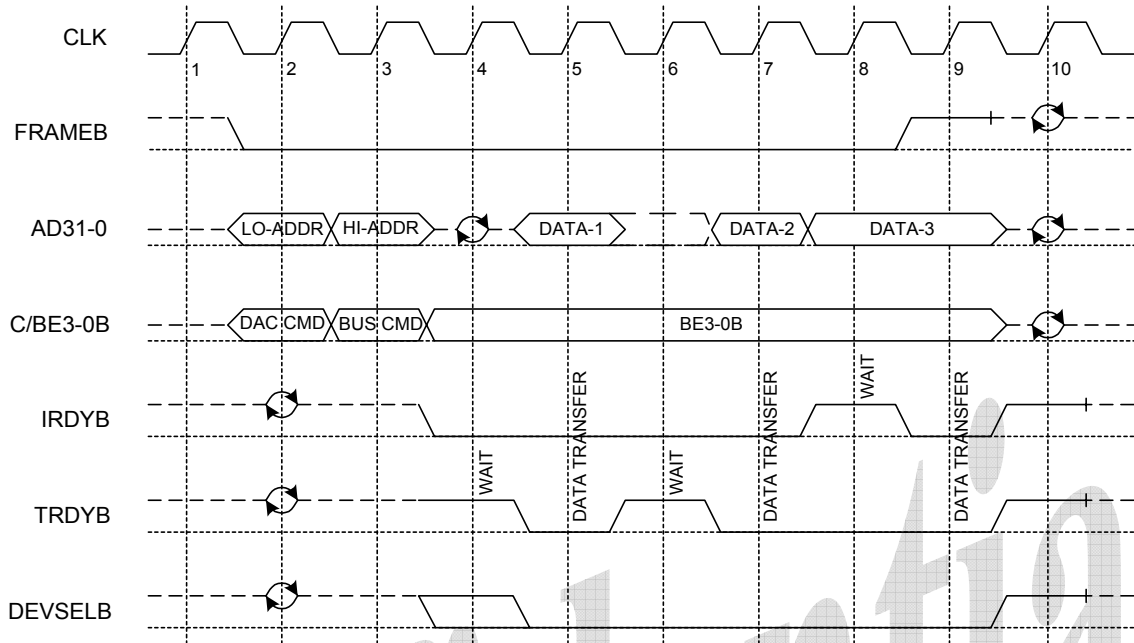 CLK
1 2 3 4 5 6 7 8 9 10
FRAMEB
AD31-0
LO-ADDR HI-ADDR DATA-1 DATA-2 DATA-3
C/BE3-0B
DAC CMD BUS CMD BE3-0B
IRDYB
WAIT
DATA TRANSFER
WAIT
DATA TRANSFER
WAIT
DATA TRANSFER
TRDYB
DEVSELB